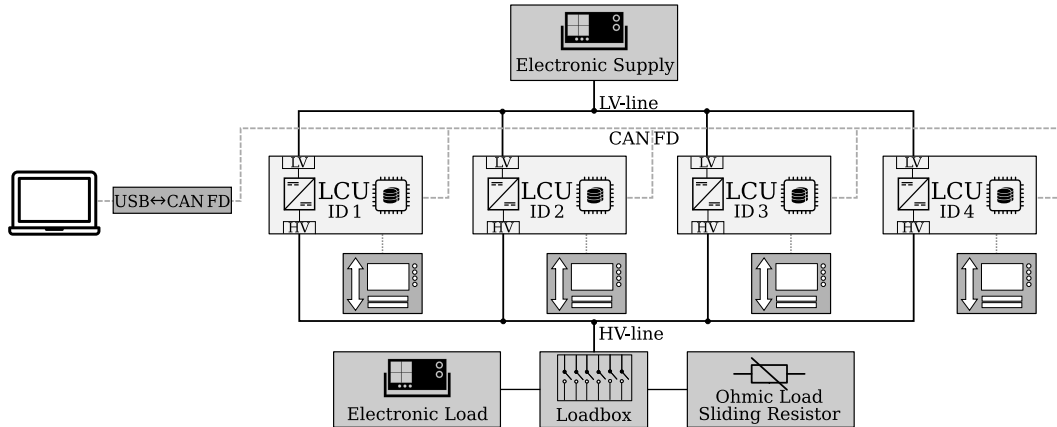 Electronic Supply
LV-line
CAN FD
LV
LCU
ID 1
HV
LV
LCU
ID 2
HV
LV
LCU
ID 3
HV
LV
LCU
ID 4
HV
USB↔CAN FD
HV-line
Electronic Load
Loadbox
Ohmic Load
Sliding Resistor